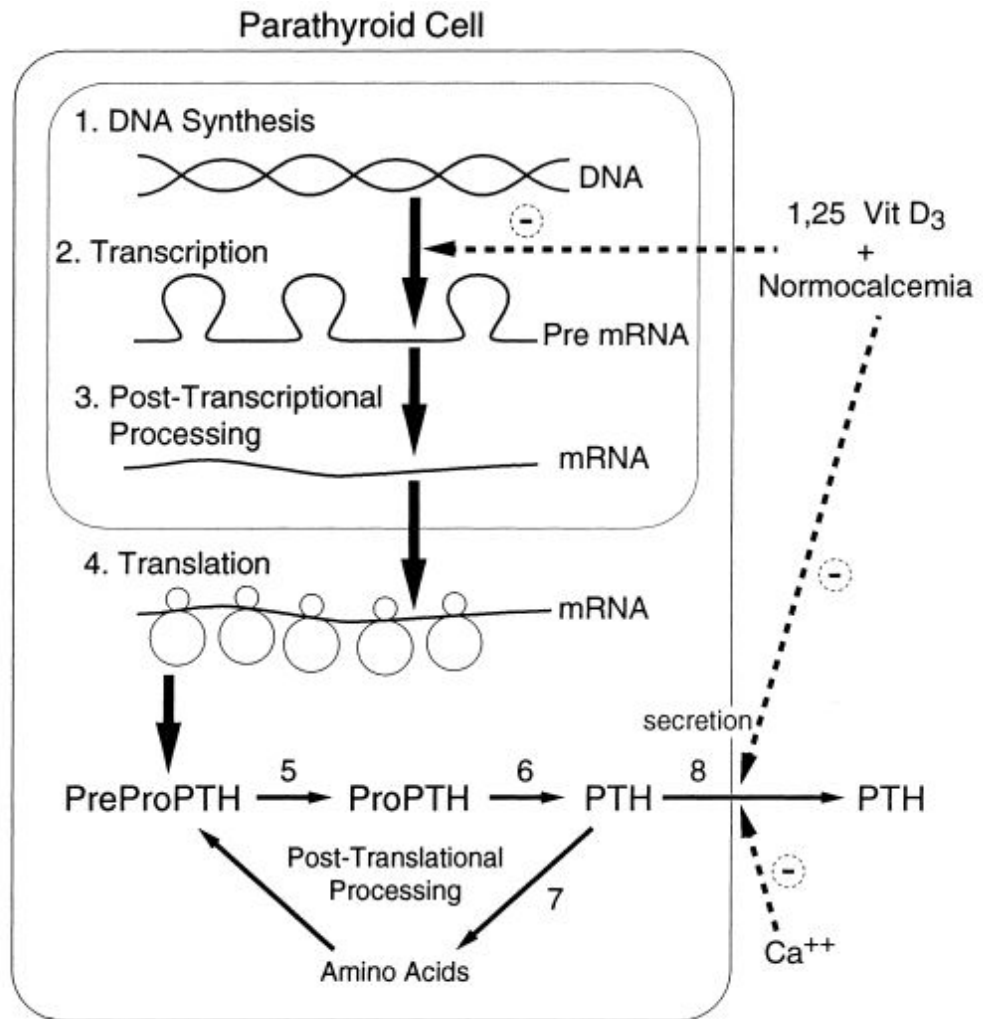 Parathyroid Cell
1. DNA Synthesis
DNA
-
1,25 Vit D₃
+
Normocalcemia
2. Transcription
Pre mRNA
3. Post-Transcriptional
Processing
mRNA
4. Translation
mRNA
-
secretion
PreProPTH
5
ProPTH
6
PTH
8
PTH
Post-Translational
Processing
7
-
Amino Acids
Ca⁺⁺